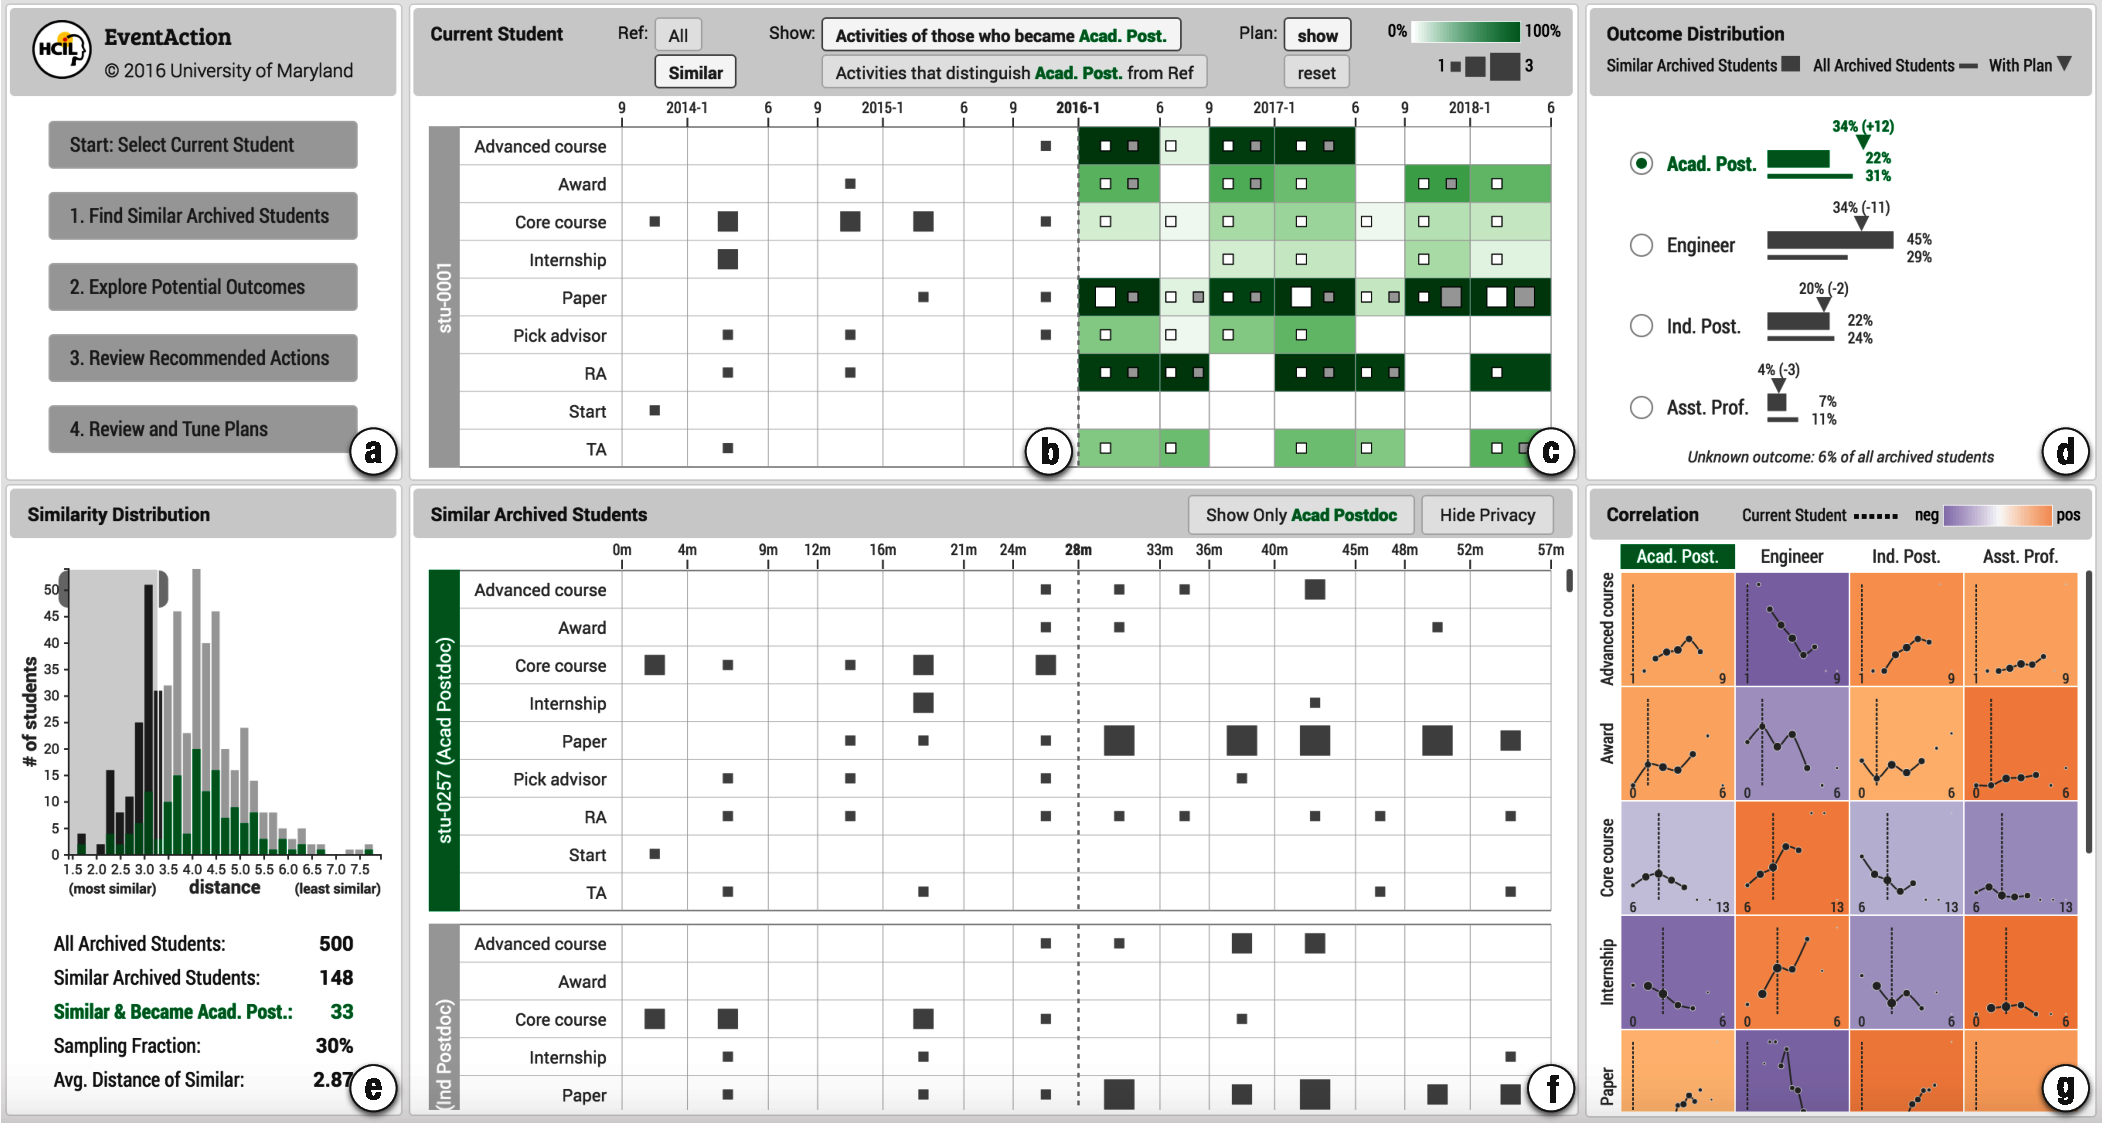 HCIL
EventAction
© 2016 University of Maryland
Start: Select Current Student
1. Find Similar Archived Students
2. Explore Potential Outcomes
3. Review Recommended Actions
4. Review and Tune Plans
a
Current Student
Ref: All
Similar
Show: Activities of those who became Acad. Post.
Activities that distinguish Acad. Post. from Ref
Plan: show
reset
0% 100%
1 3
9 2014-1 6 9 2015-1 6 9 2016-1 6 9 2017-1 6 9 2018-1 6
stu-0001
Advanced course
Award
Core course
Internship
Paper
Pick advisor
RA
Start
TA
b
c
Outcome Distribution
Similar Archived Students All Archived Students With Plan
34% (+12)
Acad. Post. 22%
31%
34% (-11)
Engineer 45%
29%
20% (-2)
Ind. Post. 22%
24%
4% (-3)
Asst. Prof. 7%
11%
Unknown outcome: 6% of all archived students
d
Similarity Distribution
# of students
50
45
40
35
30
25
20
15
10
5
0
1.5 2.0 2.5 3.0 3.5 4.0 4.5 5.0 5.5 6.0 6.5 7.0 7.5
(most similar) distance (least similar)
All Archived Students: 500
Similar Archived Students: 148
Similar & Became Acad. Post.: 33
Sampling Fraction: 30%
Avg. Distance of Similar: 2.87
e
Similar Archived Students
Show Only Acad Postdoc
Hide Privacy
0m 4m 9m 12m 16m 21m 24m 28m 33m 36m 40m 45m 48m 52m 57m
stu-0257 (Acad Postdoc)
Advanced course
Award
Core course
Internship
Paper
Pick advisor
RA
Start
TA
(Ind Postdoc)
Advanced course
Award
Core course
Internship
Paper
f
Correlation
Current Student
neg pos
Acad. Post. Engineer Ind. Post. Asst. Prof.
Advanced course
1 9 1 9 1 9 1 9
Award
0 6 0 6 0 6 0 6
Core course
6 13 6 13 6 13 6 13
Internship
0 6 0 6 0 6 0 6
Paper
g